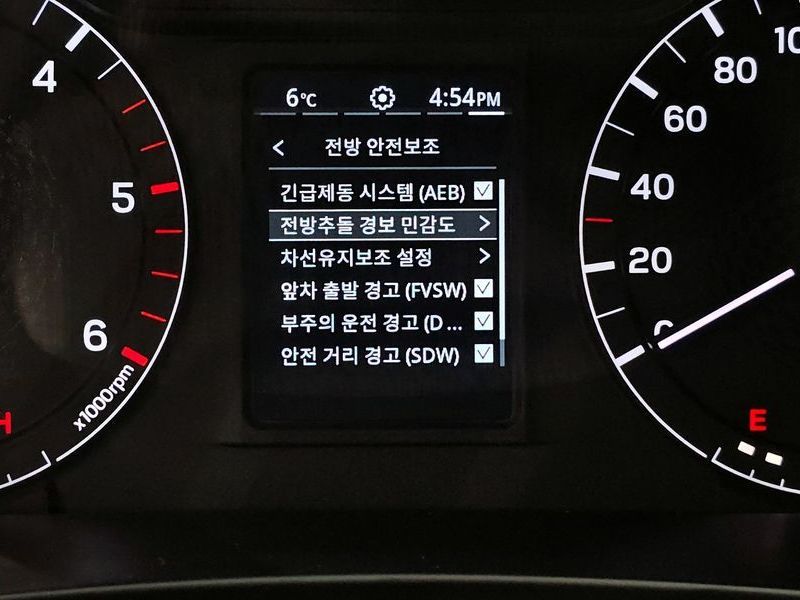 6°C 4:54PM
< 전방 안전보조
긴급제동 시스템 (AEB)
전방추돌 경보 민감도 >
차선유지보조 설정 >
앞차 출발 경고 (FVSW)
부주의 운전 경고 (D ...
안전 거리 경고 (SDW)
4
5
6
x1000rpm
H
0
20
40
60
80
100
E